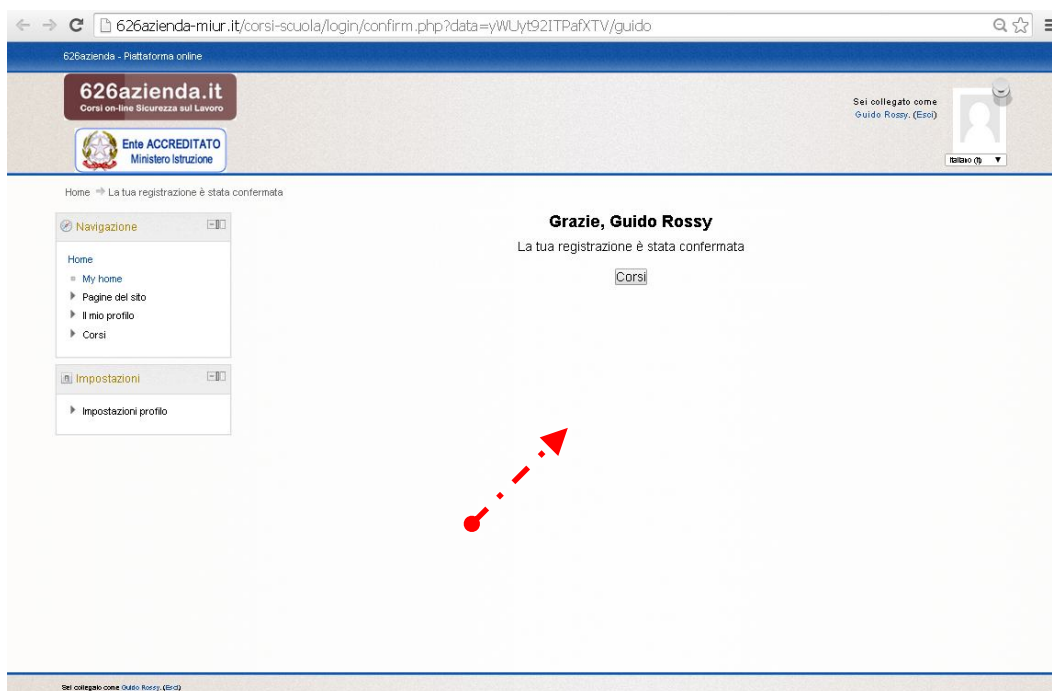 626azienda-miur.it/corsi-scuola/login/confirm.php?data=yWUyt92ITPafXTV/guido
626azienda - Piattaforma online
626azienda.it
Corsi on-line Sicurezza sul Lavoro
Ente ACCREDITATO
Ministero Istruzione
Sei collegato come
Guido Rossy. (Esci)
Italiano (it)
Home La tua registrazione è stata confermata
Navigazione
Home
My home
Pagine del sito
Il mio profilo
Corsi
Impostazioni
Impostazioni profilo
Grazie, Guido Rossy
La tua registrazione è stata confermata
Corsi
Sei collegato come Guido Rossy. (Esci)